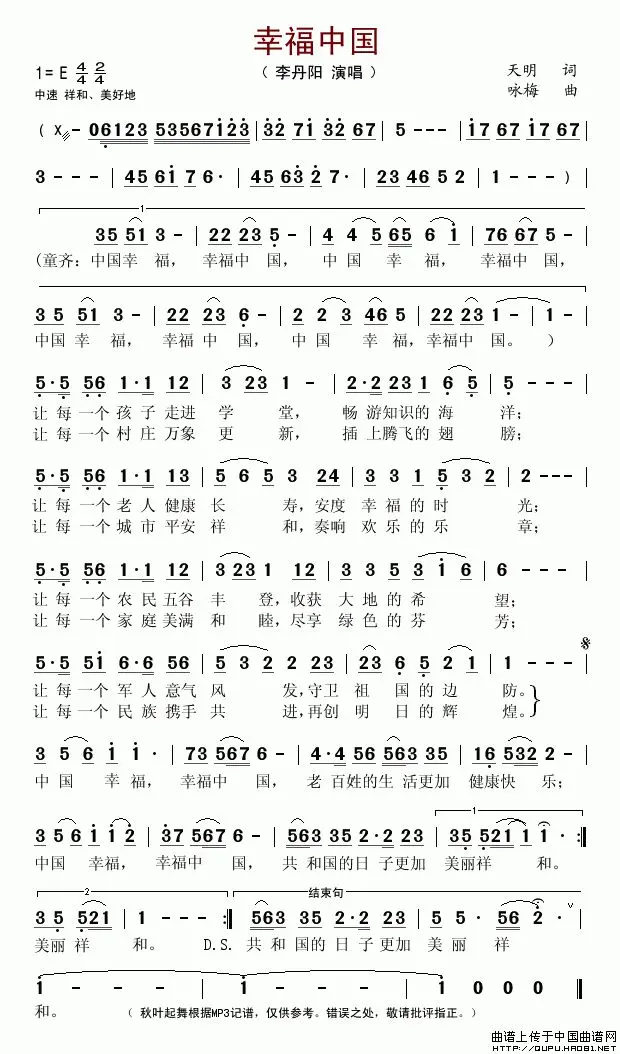 幸福中国
1=E 4/4 2/4
（ 李丹阳 演唱 ）
天明 词
中速 祥和、美好地
咏梅 曲
( X - 06123 53567123 | 32 71 32 67 | 5 - - - | 17 67 17 67 |
3 - - - | 45 61 76· | 45 63 27· | 23 46 5 2 | 1 - - - )
1
35 51 3 - | 22 23 5 - | 4 4 5 65 6 1 | 76 67 5 - |
(童齐：中国幸 福， 幸福中 国， 中 国 幸 福， 幸福中 国，
3 5 51 3 - | 22 23 6 - | 2 2 3 46 5 | 22 23 1 - | 1 - - - |
中国 幸 福， 幸福 中 国， 中 国 幸 福，幸福中 国。 ）
5·5 56 1·1 12 | 3 23 1 - | 2·2 23 1 6 5 | 5 - - - |
让 每 一个 孩 子 走进 学 堂， 畅 游知识的 海 洋；
让 每 一个 村 庄 万象 更 新， 插 上腾飞的 翅 膀；
5·5 56 1·1 13 | 5 6 5 3 24 | 3 3 1 5 3 2 | 2 - - - |
让 每 一个 老 人 健康 长 寿，安度 幸 福 的 时 光；
让 每 一个 城 市 平安 祥 和，奏响 欢 乐 的 乐 章；
5·5 56 1·1 12 | 3 23 1 12 | 3 3 5 3 1 6 | 6 - - - |
让 每 一个 农 民 五谷 丰 登，收获 大 地 的 希 望；
让 每 一个 家 庭 美满 和 睦，尽享 绿 色 的 芬 芳；
5·5 51 6·6 56 | 5 3 2 23 | 23 6 5 2 1 | 1 - - - |
让 每 一个 军 人 意气 风 发，守卫 祖 国 的 边 防。
让 每 一个 民 族 携手 共 进，再创 明 日 的 辉 煌。
3 5 6 1 1· | 73 567 6 - | 4·4 56 563 35 | 16 532 2 - |
中 国 幸 福， 幸福中 国， 老 百姓的生 活更加 健康快 乐；
3 5 6 1 1 2 | 37 567 6 - | 563 35 2·2 23 | 1 35 521 1 1· - :||
中国 幸福， 幸福中 国， 共 和国的日 子更加 美丽祥 和。
2 结束句
3 5 521 | 1 - - - :|| 563 35 2·2 23 | 5· 56 2· - ∨ |
美丽 祥 和。 D.S. 共 和 国的 日 子 更加 美 丽 祥
1 - - - | 1 - - - | 1 0 0 0 ||
和。 （ 秋叶起舞根据MP3记谱，仅供参考。错误之处，敬请批评指正。）
曲谱上传于中国曲谱网
HTTP://QUPU.HAO81.NET